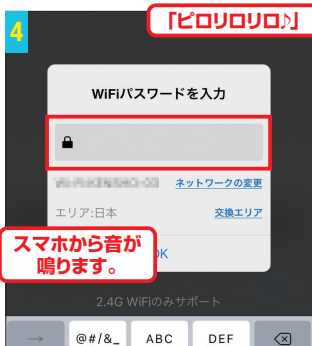 4
「ピロリロリロ♪」
WiFiパスワードを入力
ネットワークの変更
エリア:日本
交換エリア
スマホから音が
鳴ります。
OK
2.4G WiFiのみサポート
→
@#/&_
ABC
DEF